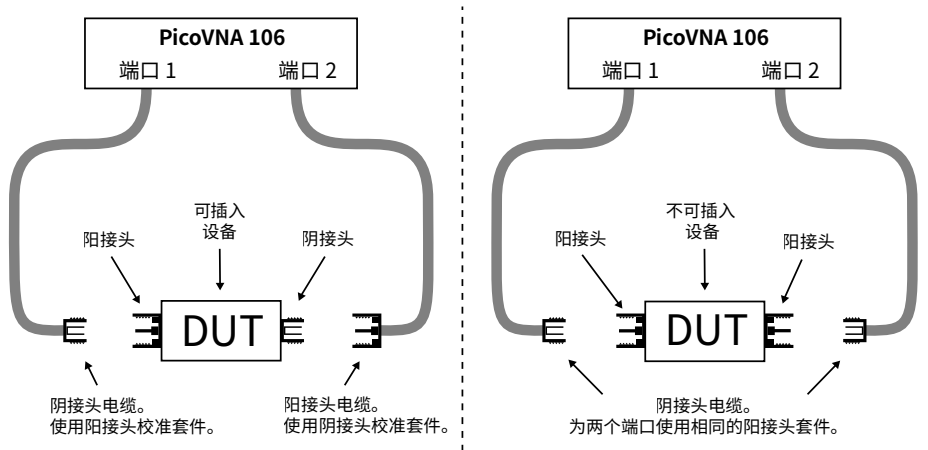 PicoVNA 106
端口 1
端口 2
可插入
设备
阳接头
阴接头
DUT
阴接头电缆。
使用阳接头校准套件。
阳接头电缆。
使用阴接头校准套件。
PicoVNA 106
端口 1
端口 2
不可插入
设备
阳接头
阳接头
DUT
阴接头电缆。
为两个端口使用相同的阳接头套件。